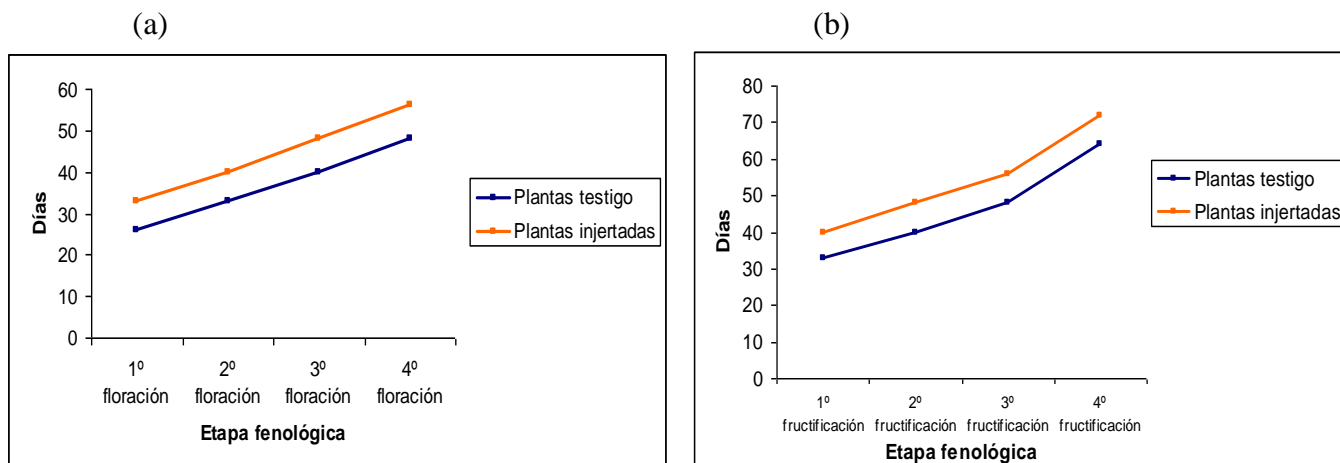 (a)
60
50
40
30
20
10
0
Días
1º 2º 3º 4º
floración floración floración floración
Etapa fenológica
Plantas testigo
Plantas injertadas
(b)
80
70
60
50
40
30
20
10
0
Días
1º 2º 3º 4º
fructificación fructificación fructificación fructificación
Etapa fenológica
Plantas testigo
Plantas injertadas